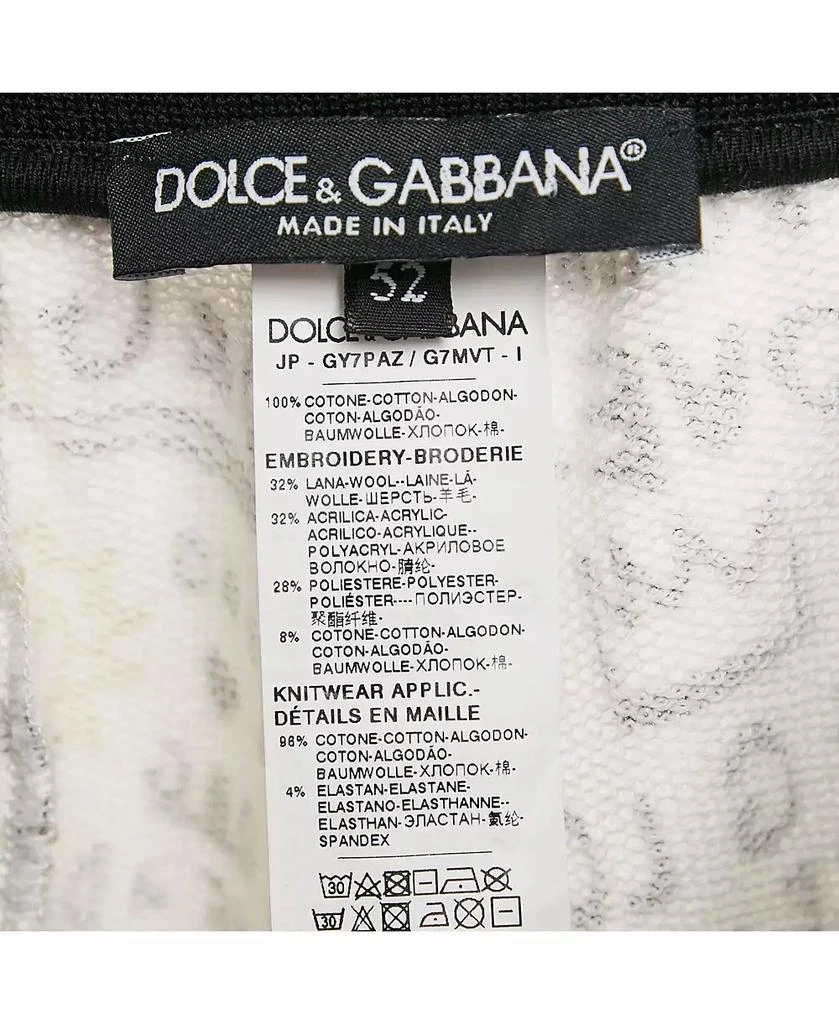 DOLCE & GABBANA®
MADE IN ITALY
52
DOLCE & GABBANA
JP - GY7PAZ / G7MVT - I
100% COTONE-COTTON-ALGODON-
COTON-ALGODÃO-
BAUMWOLLE-ХЛОПОК-棉-
EMBROIDERY-BRODERIE
32% LANA-WOOL--LAINE-LÃ-
WOLLE-ШЕРСТЬ-羊毛-
32% ACRILICA-ACRYLIC-
ACRILICO-ACRYLIQUE--
POLYACRYL-АКРИЛОВОЕ
ВОЛОКНО-腈纶-
28% POLIESTERE-POLYESTER-
POLIÉSTER----ПОЛИЭСТЕР-
聚酯纤维-
8% COTONE-COTTON-ALGODON-
COTON-ALGODÃO-
BAUMWOLLE-ХЛОПОК-棉-
KNITWEAR APPLIC.-
DÉTAILS EN MAILLE
96% COTONE-COTTON-ALGODON-
COTON-ALGODÃO-
BAUMWOLLE-ХЛОПОК-棉-
4% ELASTAN-ELASTANE-
ELASTANO-ELASTHANNE--
ELASTHAN-ЭЛАСТАН-氨纶-
SPANDEX
30
30